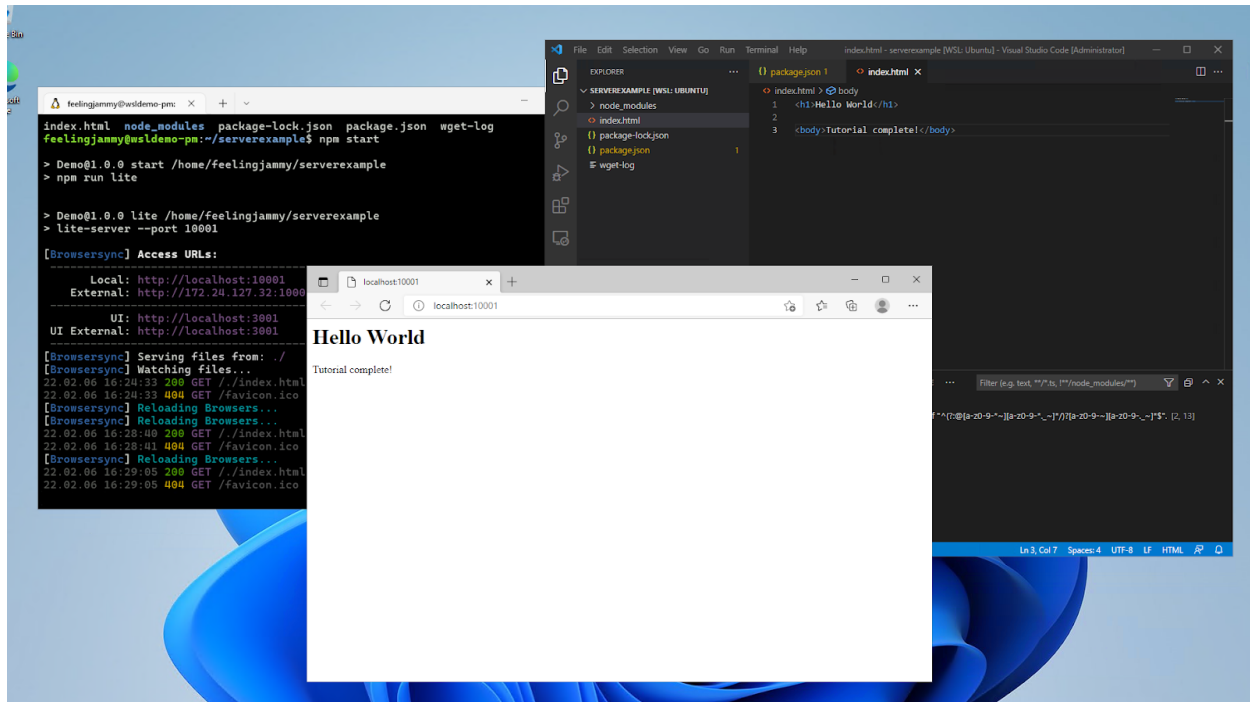 Bin
soft
feelingjammy@wsldemo-pm:
index.html node_modules package-lock.json package.json wget-log
feelingjammy@wsldemo-pm:~/serverexample$ npm start
> Demo@1.0.0 start /home/feelingjammy/serverexample
> npm run lite
> Demo@1.0.0 lite /home/feelingjammy/serverexample
> lite-server --port 10001
[Browsersync] Access URLs:
Local: http://localhost:10001
External: http://172.24.127.32:1000
UI: http://localhost:3001
UI External: http://localhost:3001
[Browsersync] Serving files from: ./
[Browsersync] Watching files...
22.02.06 16:24:33 200 GET /./index.html
22.02.06 16:24:33 404 GET /favicon.ico
[Browsersync] Reloading Browsers...
[Browsersync] Reloading Browsers...
22.02.06 16:28:40 200 GET /./index.html
22.02.06 16:28:41 404 GET /favicon.ico
[Browsersync] Reloading Browsers...
22.02.06 16:29:05 200 GET /./index.html
22.02.06 16:29:05 404 GET /favicon.ico
File Edit Selection View Go Run Terminal Help index.html - serverexample [WSL: Ubuntu] - Visual Studio Code [Administrator]
EXPLORER ···
SERVEREXAMPLE [WSL: UBUNTU]
> node_modules
<> index.html
{} package-lock.json
{} package.json 1
wget-log
{} package.json 1 <> index.html
<> index.html > body
1 <h1>Hello World</h1>
2
3 <body>Tutorial complete!</body>
Filter (e.g. text, **/*.ts, !**/node_modules/**)
f "^(?:@[a-z0-9-*~][a-z0-9-*._~]*/)?[a-z0-9-~][a-z0-9-._~]*$". [2, 13]
Ln 3, Col 7 Spaces: 4 UTF-8 LF HTML
localhost:10001
localhost:10001
Hello World
Tutorial complete!